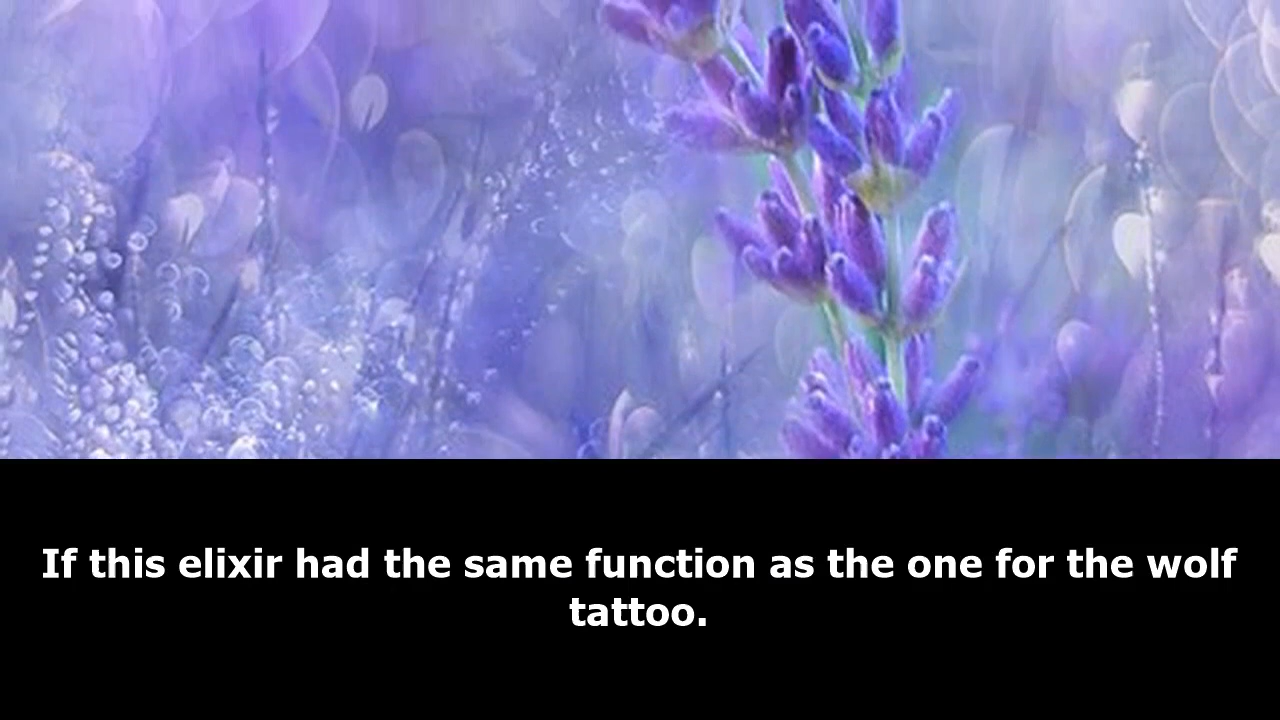 If this elixir had the same function as the one for the wolf
tattoo.